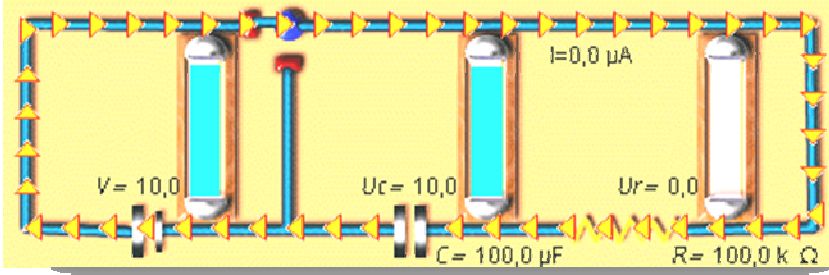 I=0,0 µA
V= 10,0
Uc= 10,0
Ur= 0,0
C= 100,0 µF
R= 100,0 k Ω